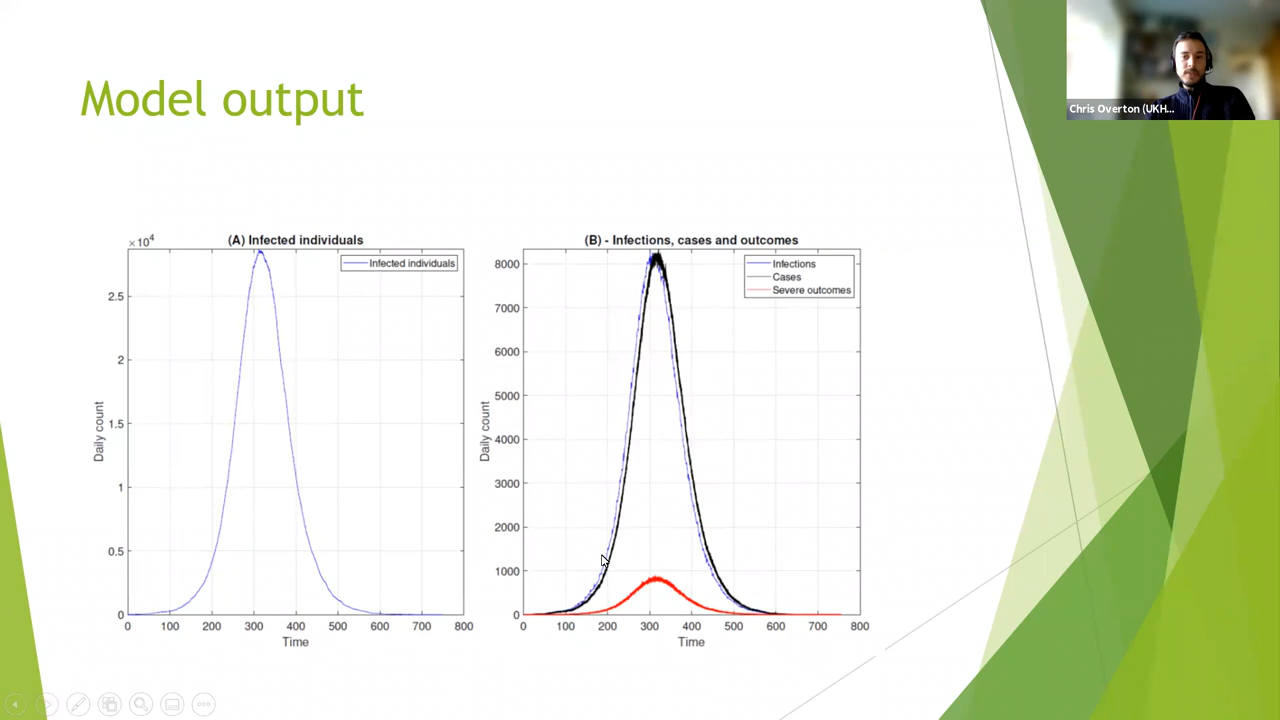 Model output
Chris Overton (UKH...
(A) Infected individuals
×10⁴
Infected individuals
2.5
2
1.5
1
0.5
0
Daily count
0 100 200 300 400 500 600 700 800
Time
(B) - Infections, cases and outcomes
Infections
Cases
Severe outcomes
8000
7000
6000
5000
4000
3000
2000
1000
0
Daily count
0 100 200 300 400 500 600 700 800
Time